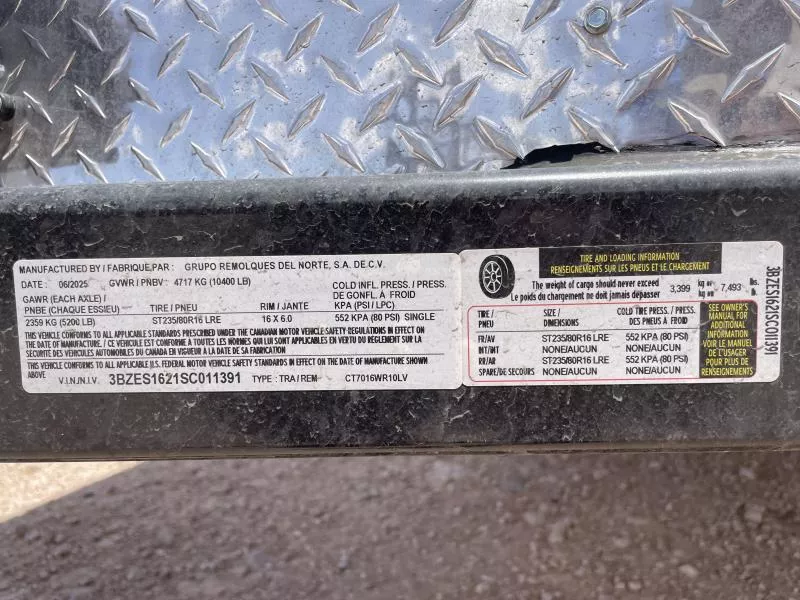 MANUFACTURED BY / FABRIQUE,PAR : GRUPO REMOLQUES DEL NORTE, S.A. DE.C.V.
DATE : 06/2025 GVWR / PNBV : 4717 KG (10400 LB)
GAWR (EACH AXLE) / PNBE (CHAQUE ESSIEU) TIRE / PNEU RIM / JANTE COLD INFL. PRESS. / PRESS. DE GONFL. À FROID KPA (PSI / LPC)
2359 KG (5200 LB) ST235/80R16 LRE 16 X 6.0 552 KPA (80 PSI) SINGLE
THIS VEHICLE CONFORMS TO ALL APPLICABLE STANDARDS PRESCRIBED UNDER THE CANADIAN MOTOR VEHICLE SAFETY REGULATIONS IN EFFECT ON
THE DATE OF MANUFACTURE. / CE VÉHICULE EST CONFORME À TOUTES LES NORMES QUI LUI SONT APPLICABLES EN VERTU DU RÈGLEMENT SUR LA
SÉCURITÉ DES VÉHICULES AUTOMOBILES DU CANADA EN VIGUEUR À LA DATE DE SA FABRICATION
THIS VEHICLE CONFORMS TO ALL APPLICABLE U.S. FEDERAL MOTOR VEHICLE SAFETY STANDARDS IN EFFECT ON THE DATE OF MANUFACTURE SHOWN ABOVE.
V.I.N./N.I.V. 3BZES1621SC011391 TYPE : TRA / REM CT7016WR10LV
TIRE AND LOADING INFORMATION
RENSEIGNEMENTS SUR LES PNEUS ET LE CHARGEMENT
The weight of cargo should never exceed 3,399 kg or 7,493 lbs.
Le poids du chargement ne doit jamais dépasser kg ou lb.
TIRE / PNEU SIZE / DIMENSIONS COLD TIRE PRESS. / PRESS. DES PNEUS À FROID
FR/AV ST235/80R16 LRE 552 KPA (80 PSI)
INT/INT NONE/AUCUN NONE/AUCUN
RR/AR ST235/80R16 LRE 552 KPA (80 PSI)
SPARE/DE SECOURS NONE/AUCUN NONE/AUCUN
SEE OWNER'S
MANUAL FOR
ADDITIONAL
INFORMATION
VOIR LE MANUEL
DE L'USAGER
POUR PLUS DE
RENSEIGNEMENTS
3BZES1621SC011391